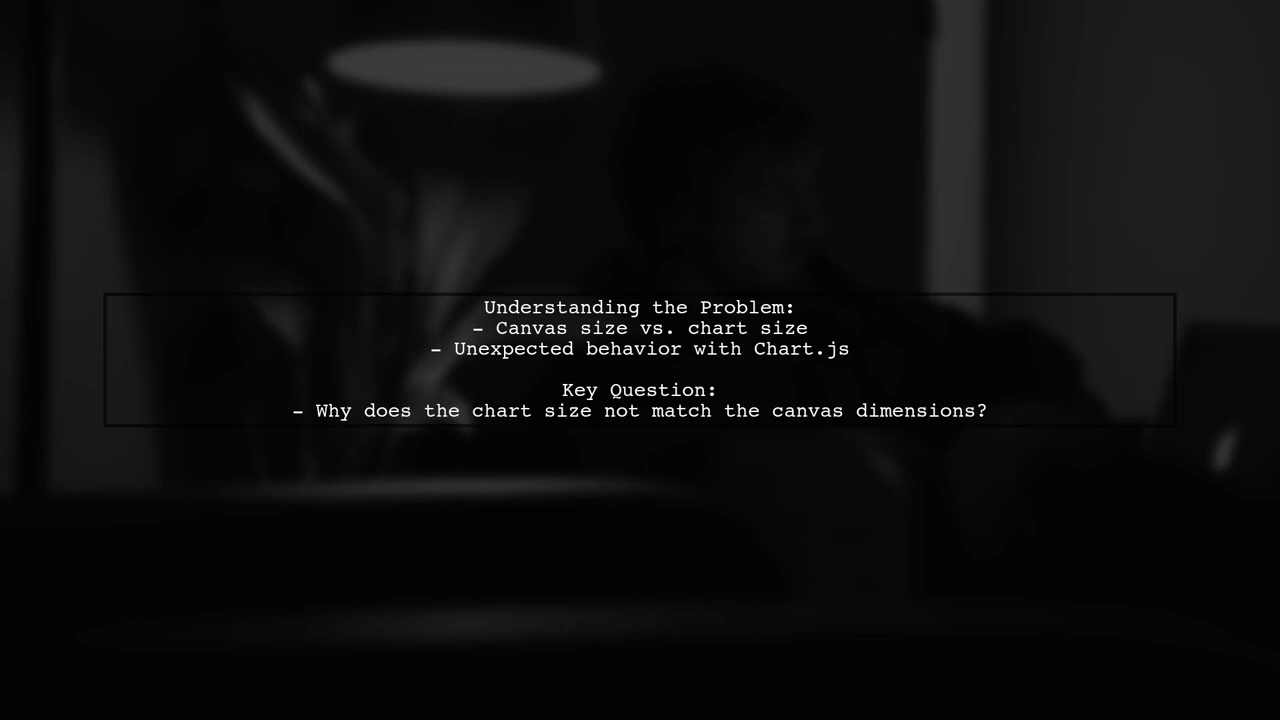 Understanding the Problem:
– Canvas size vs. chart size
– Unexpected behavior with Chart.js
Key Question:
– Why does the chart size not match the canvas dimensions?